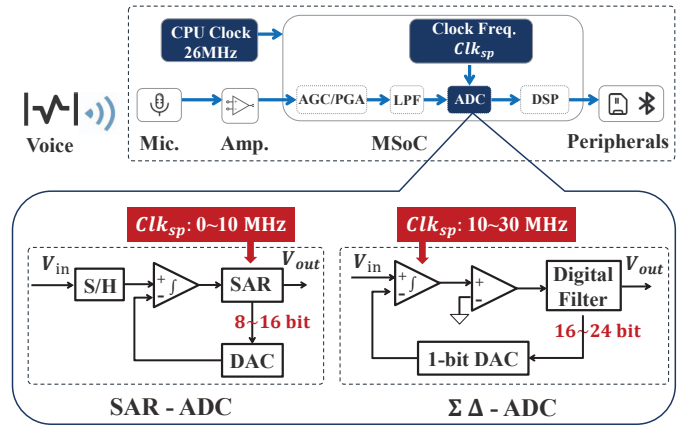 CPU Clock
26MHz
Clock Freq.
Clk_sp
AGC/PGA
LPF
ADC
DSP
Voice
Mic.
Amp.
MSoC
Peripherals
Clk_sp: 0~10 MHz
Clk_sp: 10~30 MHz
V_in
S/H
+
-
∫
SAR
V_out
8~16 bit
DAC
V_in
+
-
∫
+
-
Digital
Filter
V_out
16~24 bit
1-bit DAC
SAR - ADC
Σ Δ - ADC